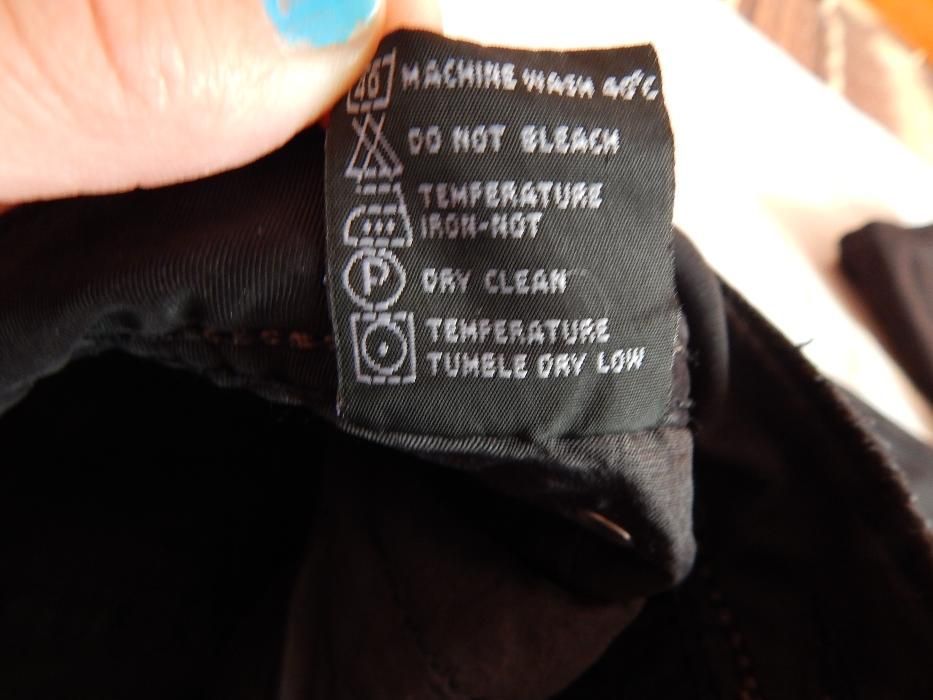 40 MACHINE WASH 40°C
DO NOT BLEACH
TEMPERATURE
IRON-HOT
P DRY CLEAN
TEMPERATURE
TUMBLE DRY LOW